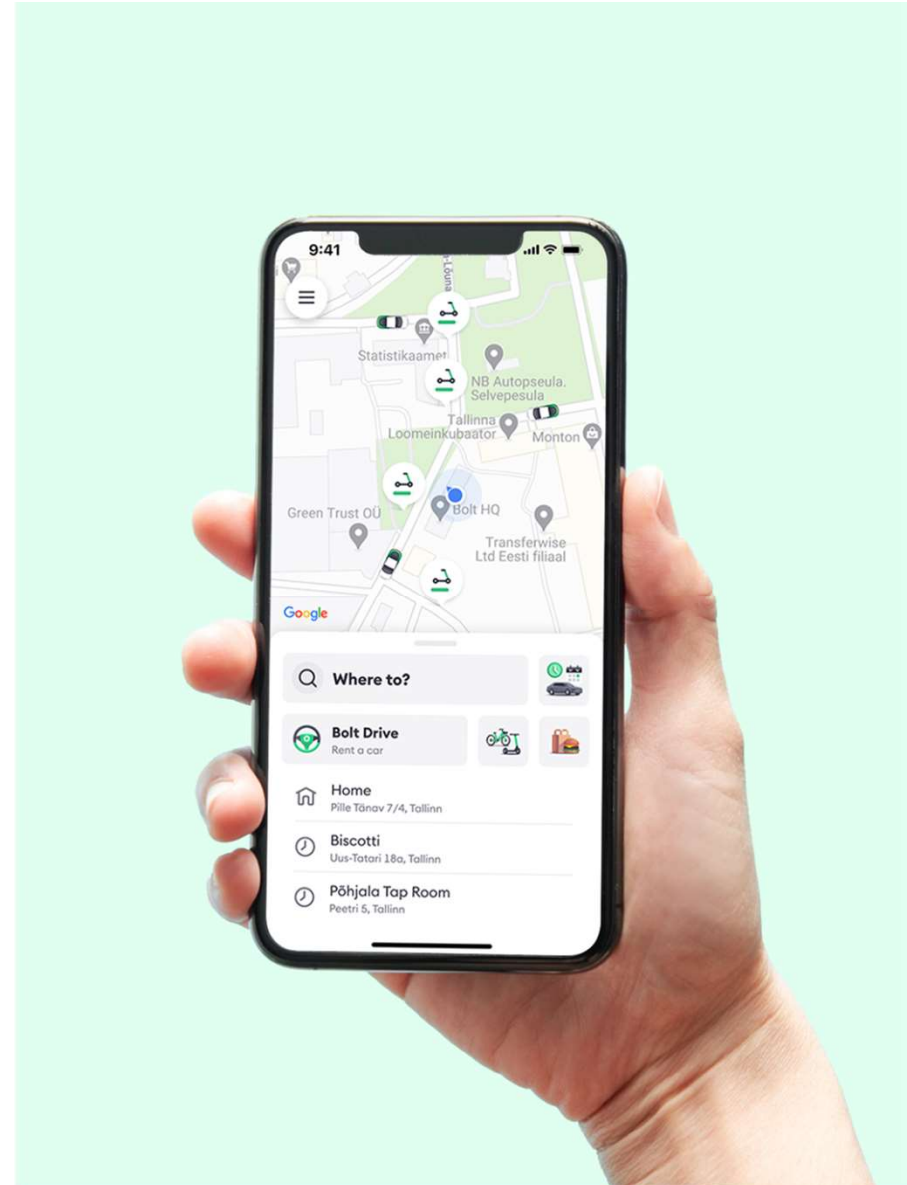 9:41
t-Lõuna
Statistikaamet
NB Autopseula.
Selvepesula
Tallinna
Loomeinkubaator
Monton
Green Trust OÜ
Bolt HQ
Transferwise
Ltd Eesti filiaal
Google
Where to?
Bolt Drive
Rent a car
Home
Pille Tänav 7/4, Tallinn
Biscotti
Uus-Tatari 18a, Tallinn
Põhjala Tap Room
Peetri 5, Tallinn